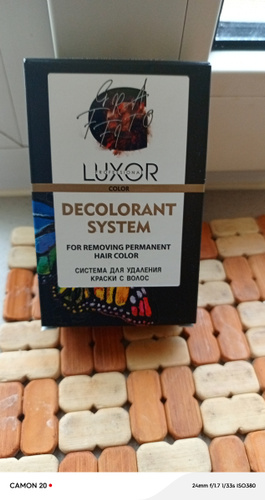 LUXOR
PROFESSIONAL
COLOR
DECOLORANT
SYSTEM
FOR REMOVING PERMANENT
HAIR COLOR
СИСТЕМА ДЛЯ УДАЛЕНИЯ
КРАСКИ С ВОЛОС
CAMON 20
24mm f/1.7 1/33s ISO380